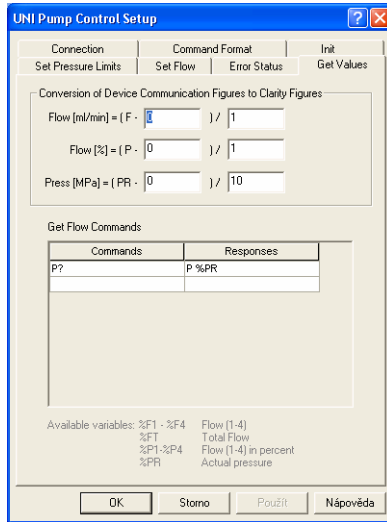 UNI Pump Control Setup
Connection Command Format Init
Set Pressure Limits Set Flow Error Status Get Values
Conversion of Device Communication Figures to Clarity Figures
Flow [ml/min] = ( F - 0 ) / 1
Flow [%] = ( P - 0 ) / 1
Press [MPa] = ( PR - 0 ) / 10
Get Flow Commands
Commands Responses
P? P %PR
Available variables: %F1 - %F4 Flow (1-4)
%FT Total Flow
%P1-%P4 Flow (1-4) in percent
%PR Actual pressure
OK Storno Použít Nápověda